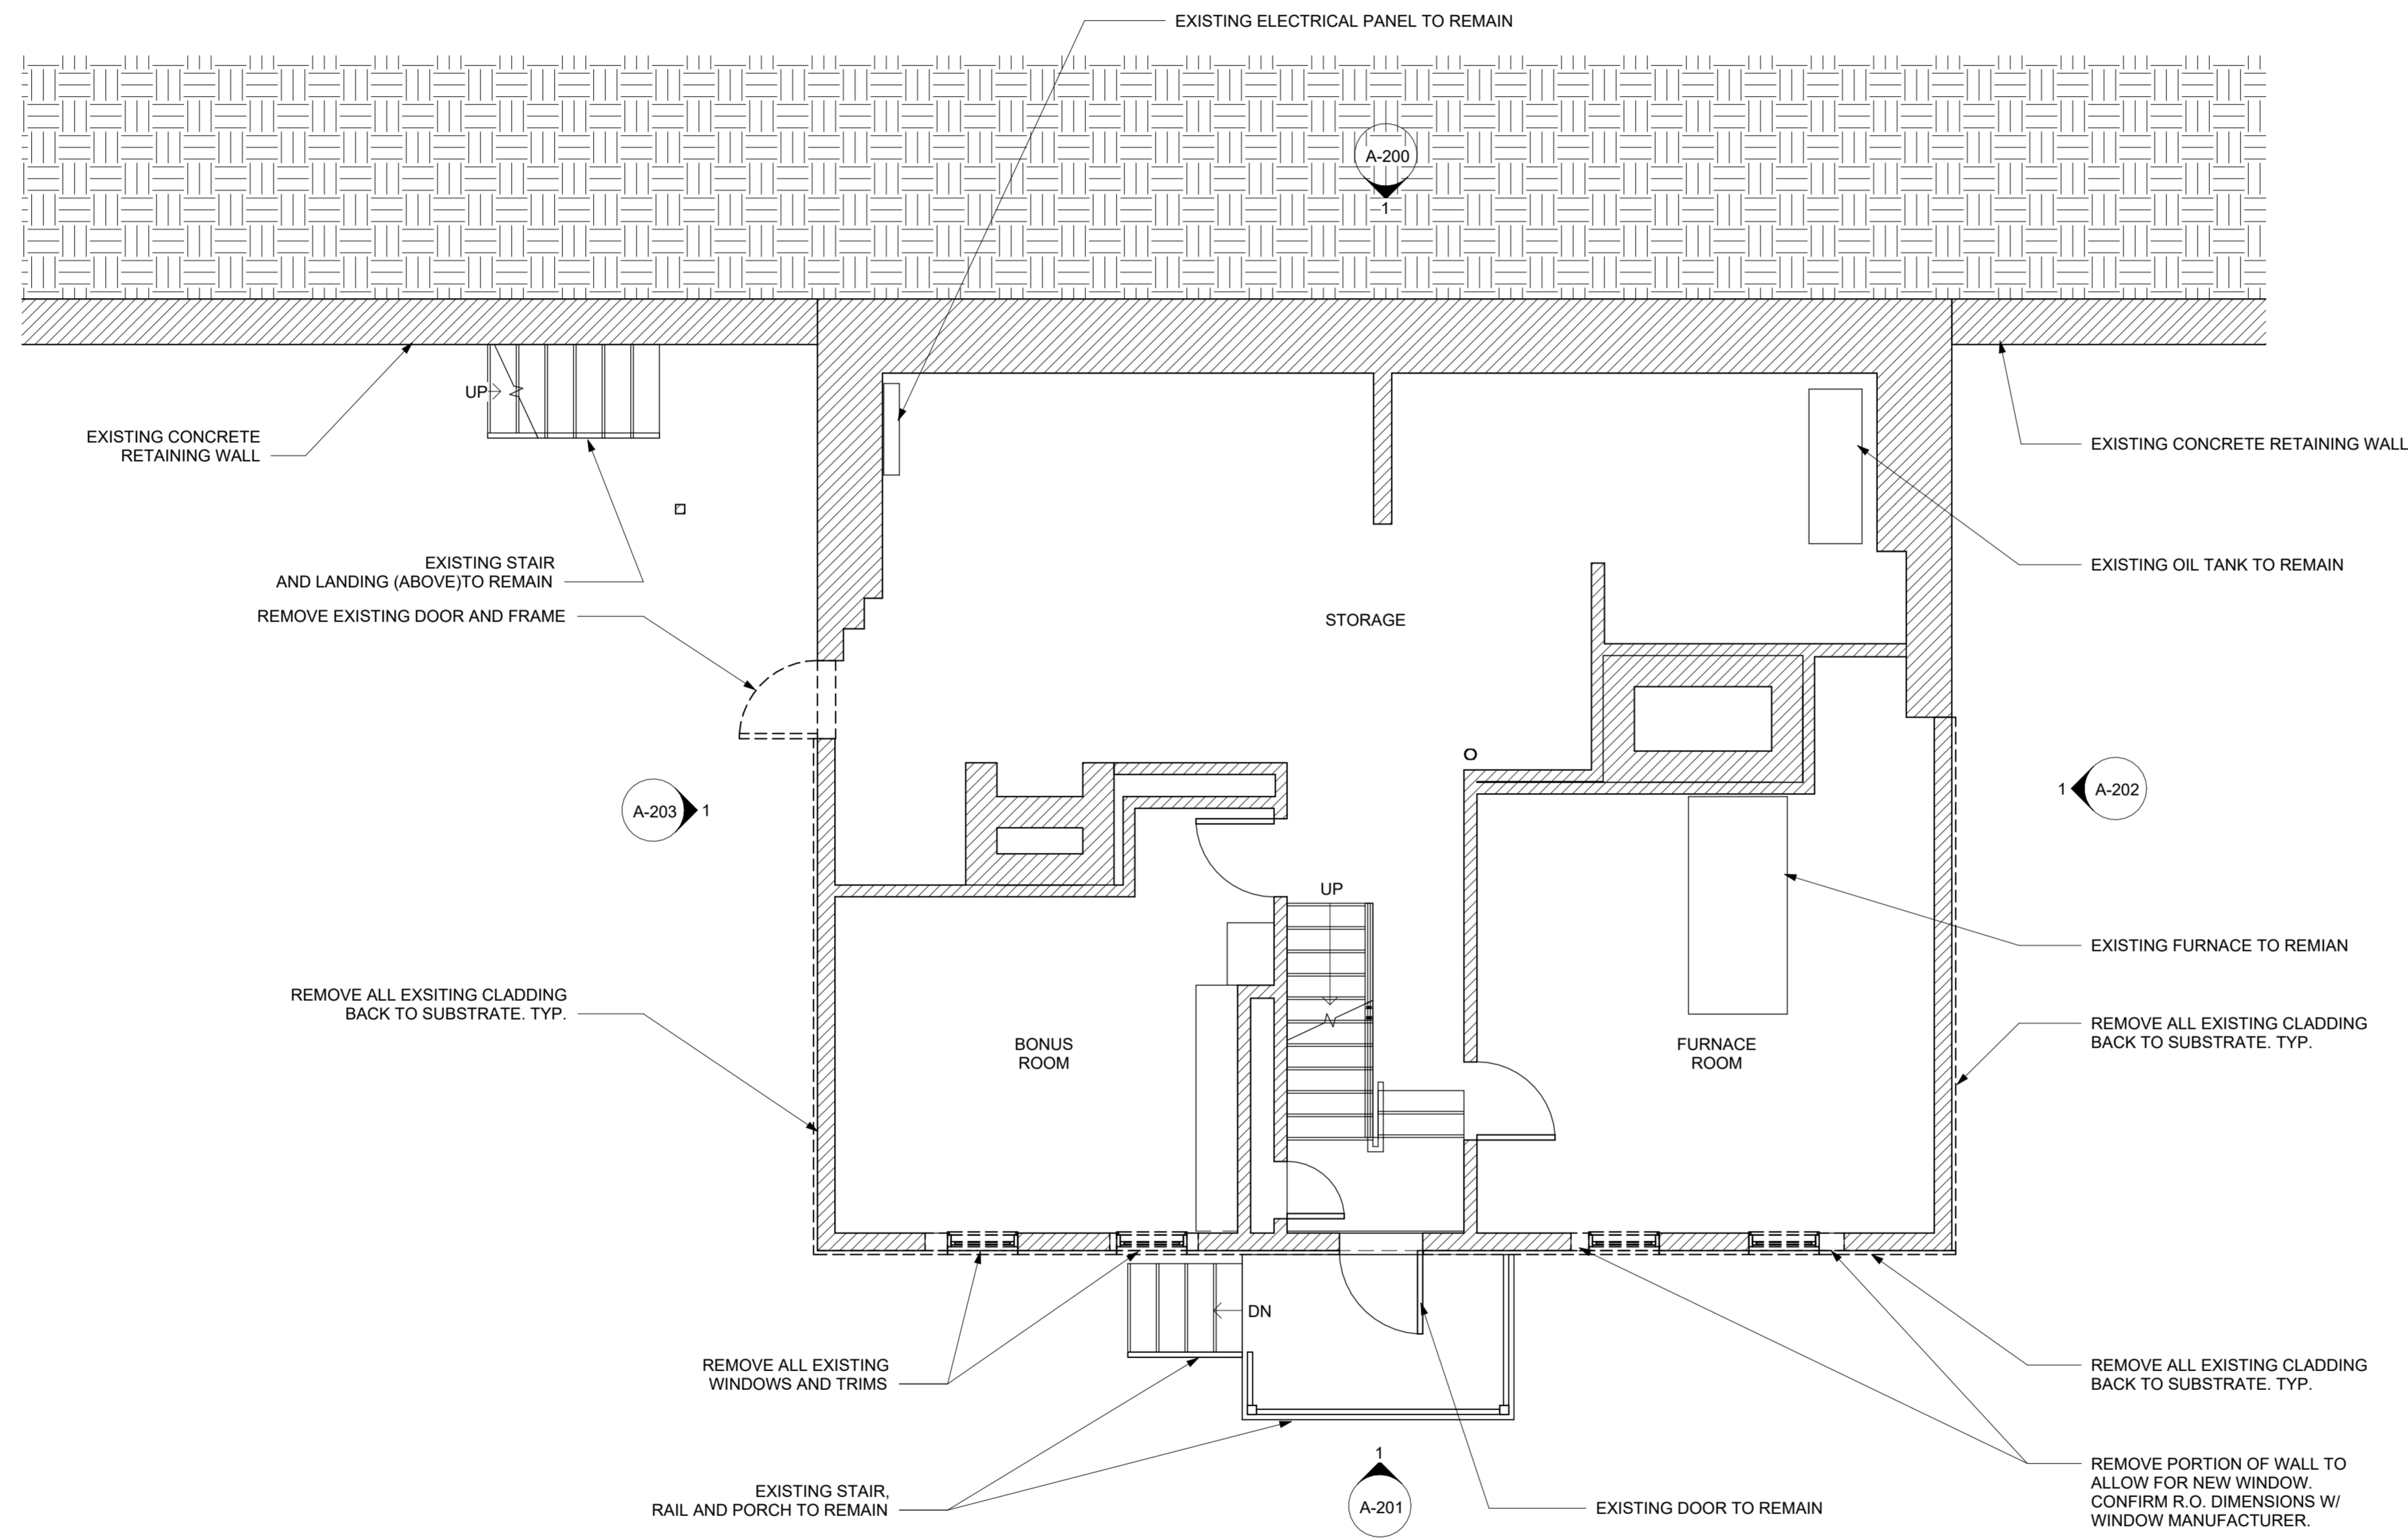 EXISTING ELECTRICAL PANEL TO REMAIN
A-200
1
UP
EXISTING CONCRETE
RETAINING WALL
EXISTING CONCRETE RETAINING WALL
EXISTING STAIR
AND LANDING (ABOVE)TO REMAIN
EXISTING OIL TANK TO REMAIN
REMOVE EXISTING DOOR AND FRAME
STORAGE
A-203
1
1
A-202
UP
EXISTING FURNACE TO REMIAN
REMOVE ALL EXSITING CLADDING
BACK TO SUBSTRATE. TYP.
BONUS
ROOM
FURNACE
ROOM
REMOVE ALL EXISTING CLADDING
BACK TO SUBSTRATE. TYP.
DN
REMOVE ALL EXISTING
WINDOWS AND TRIMS
REMOVE ALL EXISTING CLADDING
BACK TO SUBSTRATE. TYP.
EXISTING STAIR,
RAIL AND PORCH TO REMAIN
1
A-201
EXISTING DOOR TO REMAIN
REMOVE PORTION OF WALL TO
ALLOW FOR NEW WINDOW.
CONFIRM R.O. DIMENSIONS W/
WINDOW MANUFACTURER.